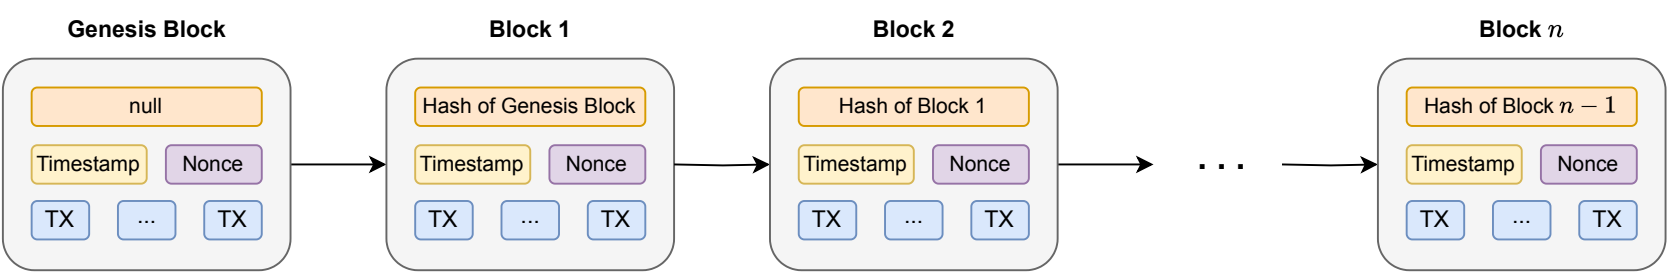 Genesis Block
null
Timestamp Nonce
TX ... TX
Block 1
Hash of Genesis Block
Timestamp Nonce
TX ... TX
Block 2
Hash of Block 1
Timestamp Nonce
TX ... TX
. . .
Block n
Hash of Block n − 1
Timestamp Nonce
TX ... TX